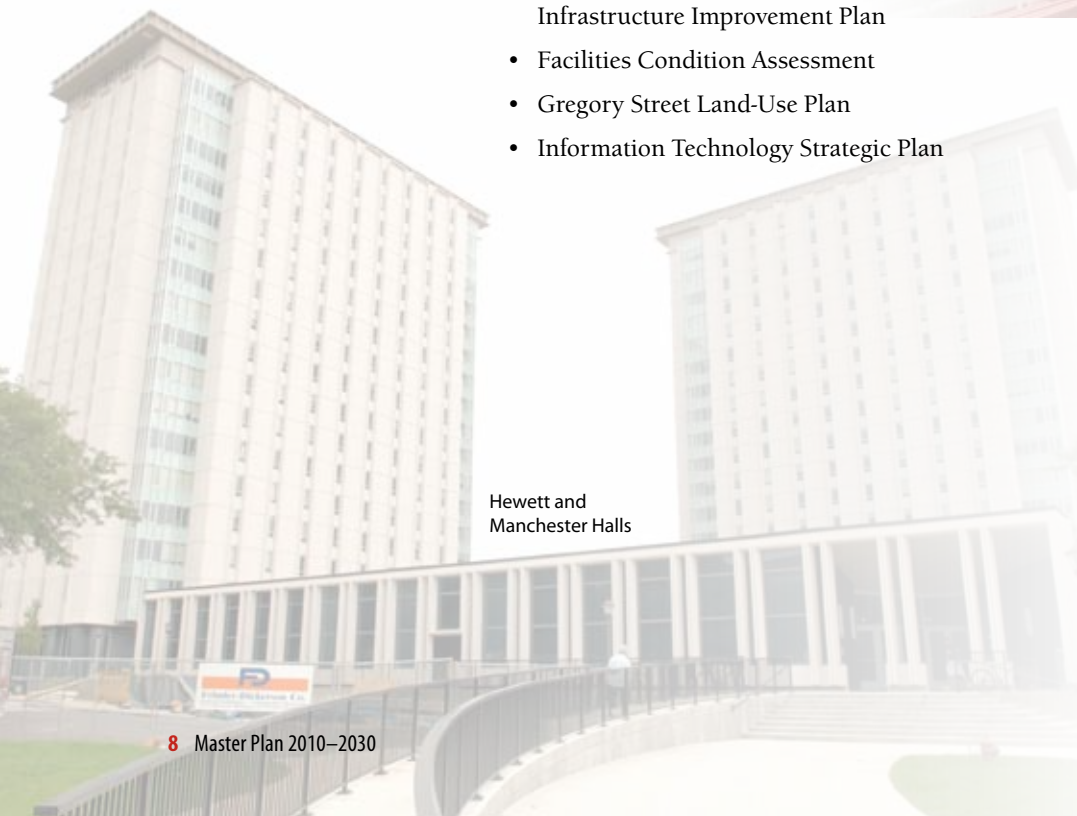 Infrastructure Improvement Plan
• Facilities Condition Assessment
• Gregory Street Land-Use Plan
• Information Technology Strategic Plan
Hewett and
Manchester Halls
8 Master Plan 2010–2030